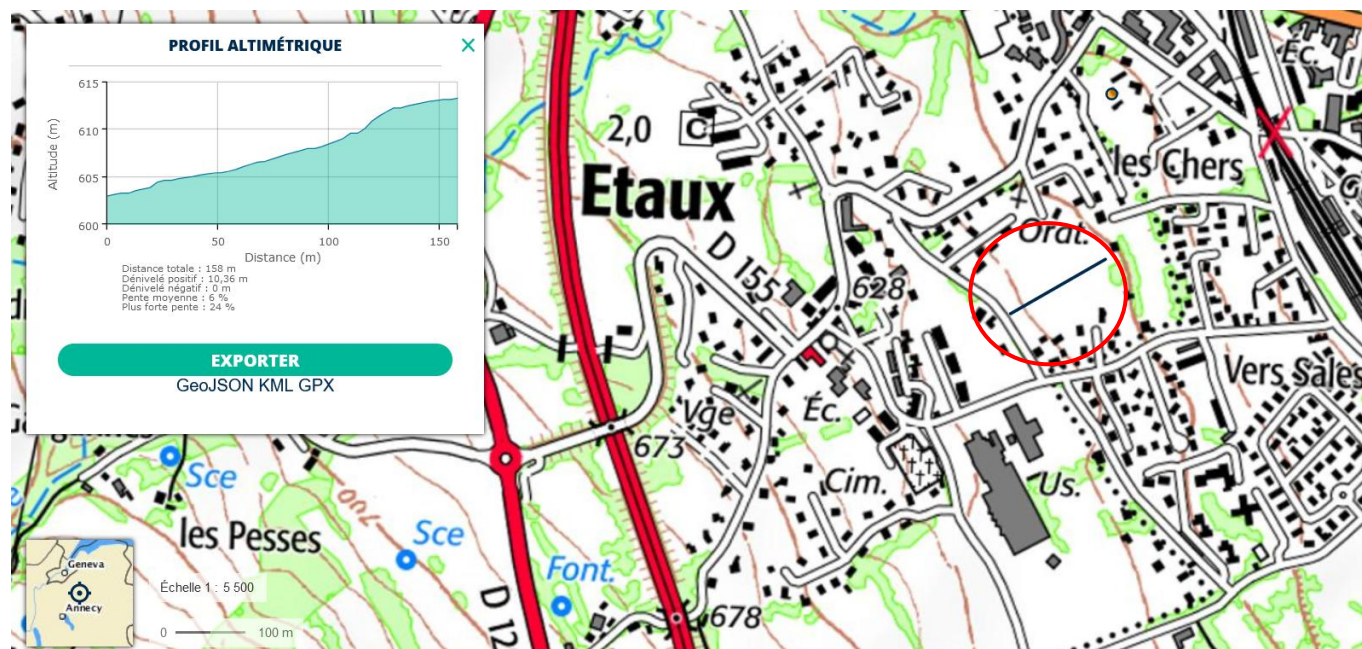 PROFIL ALTIMÉTRIQUE
×
615
610
605
600
Altitude (m)
0
50
100
150
Distance (m)
Distance totale : 158 m
Dénivelé positif : 10,36 m
Dénivelé négatif : 0 m
Pente moyenne : 6 %
Plus forte pente : 24 %
EXPORTER
GeoJSON KML GPX
Éc.
2,0
C
les Chers
Etaux
Orat.
D 155
628
Vers Sales
Vge
Éc.
673
Sce
Cim.
Us.
700
les Pesses
Sce
Font.
D 12
678
Geneva
Annecy
Échelle 1 : 5 500
0
100 m